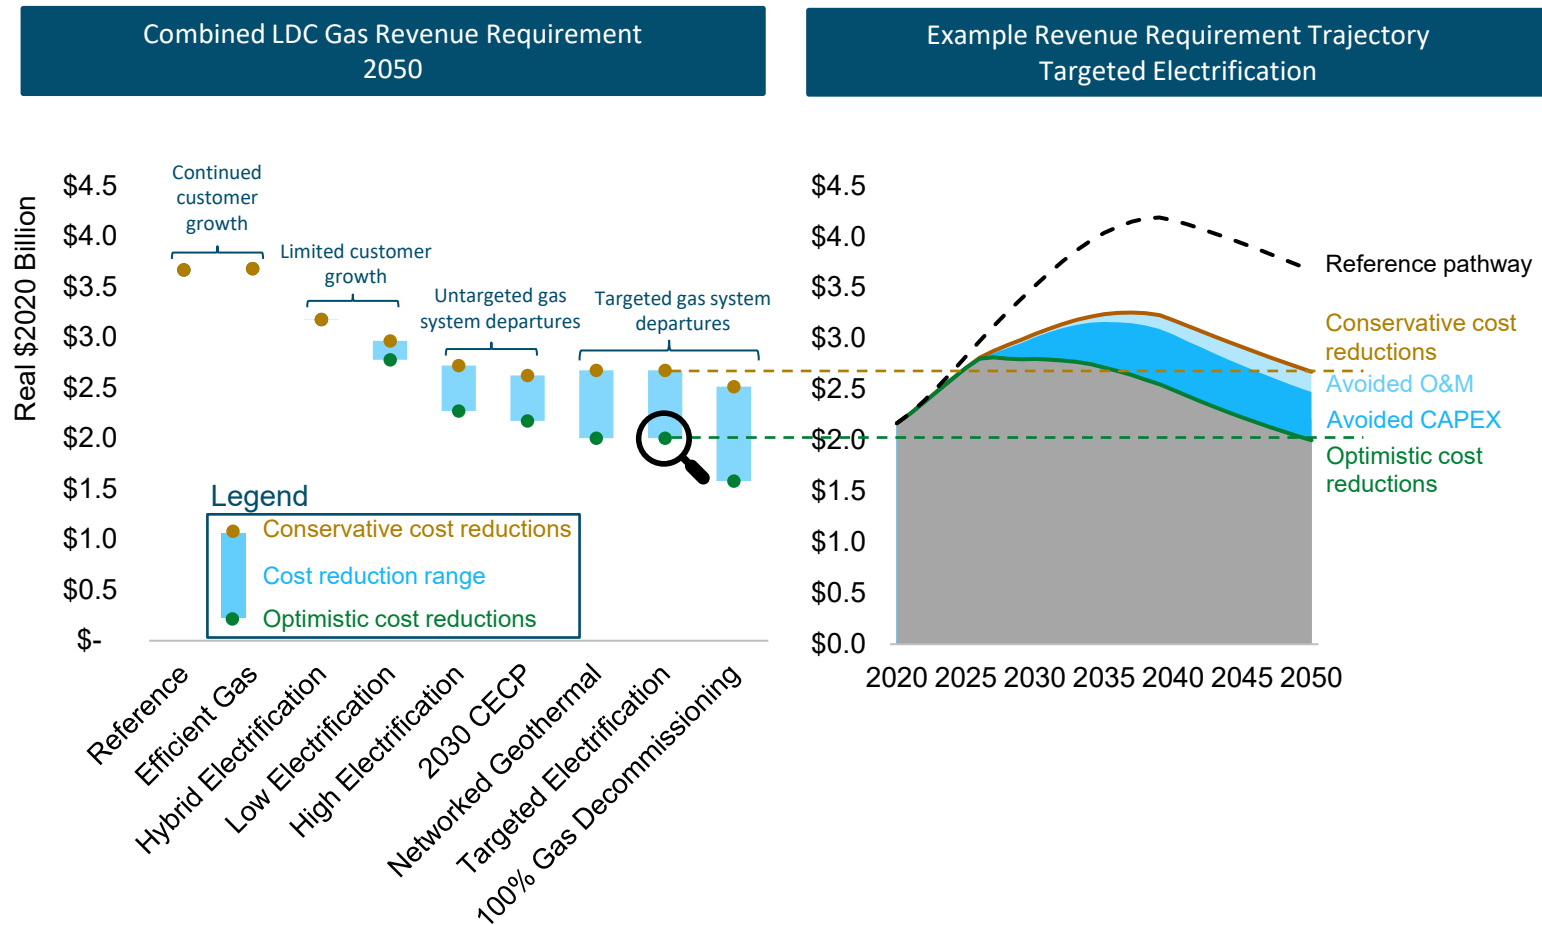 Combined LDC Gas Revenue Requirement
2050
Real $2020 Billion
$4.5
$4.0
$3.5
$3.0
$2.5
$2.0
$1.5
$1.0
$0.5
$-
Continued
customer
growth
Limited customer
growth
Untargeted gas
system departures
Targeted gas system
departures
Legend
Conservative cost reductions
Cost reduction range
Optimistic cost reductions
Reference
Efficient Gas
Hybrid Electrification
Low Electrification
High Electrification
2030 CECP
Networked Geothermal
Targeted Electrification
100% Gas Decommissioning
Example Revenue Requirement Trajectory
Targeted Electrification
$4.5
$4.0
$3.5
$3.0
$2.5
$2.0
$1.5
$1.0
$0.5
$0.0
2020 2025 2030 2035 2040 2045 2050
Reference pathway
Conservative cost
reductions
Avoided O&M
Avoided CAPEX
Optimistic cost
reductions